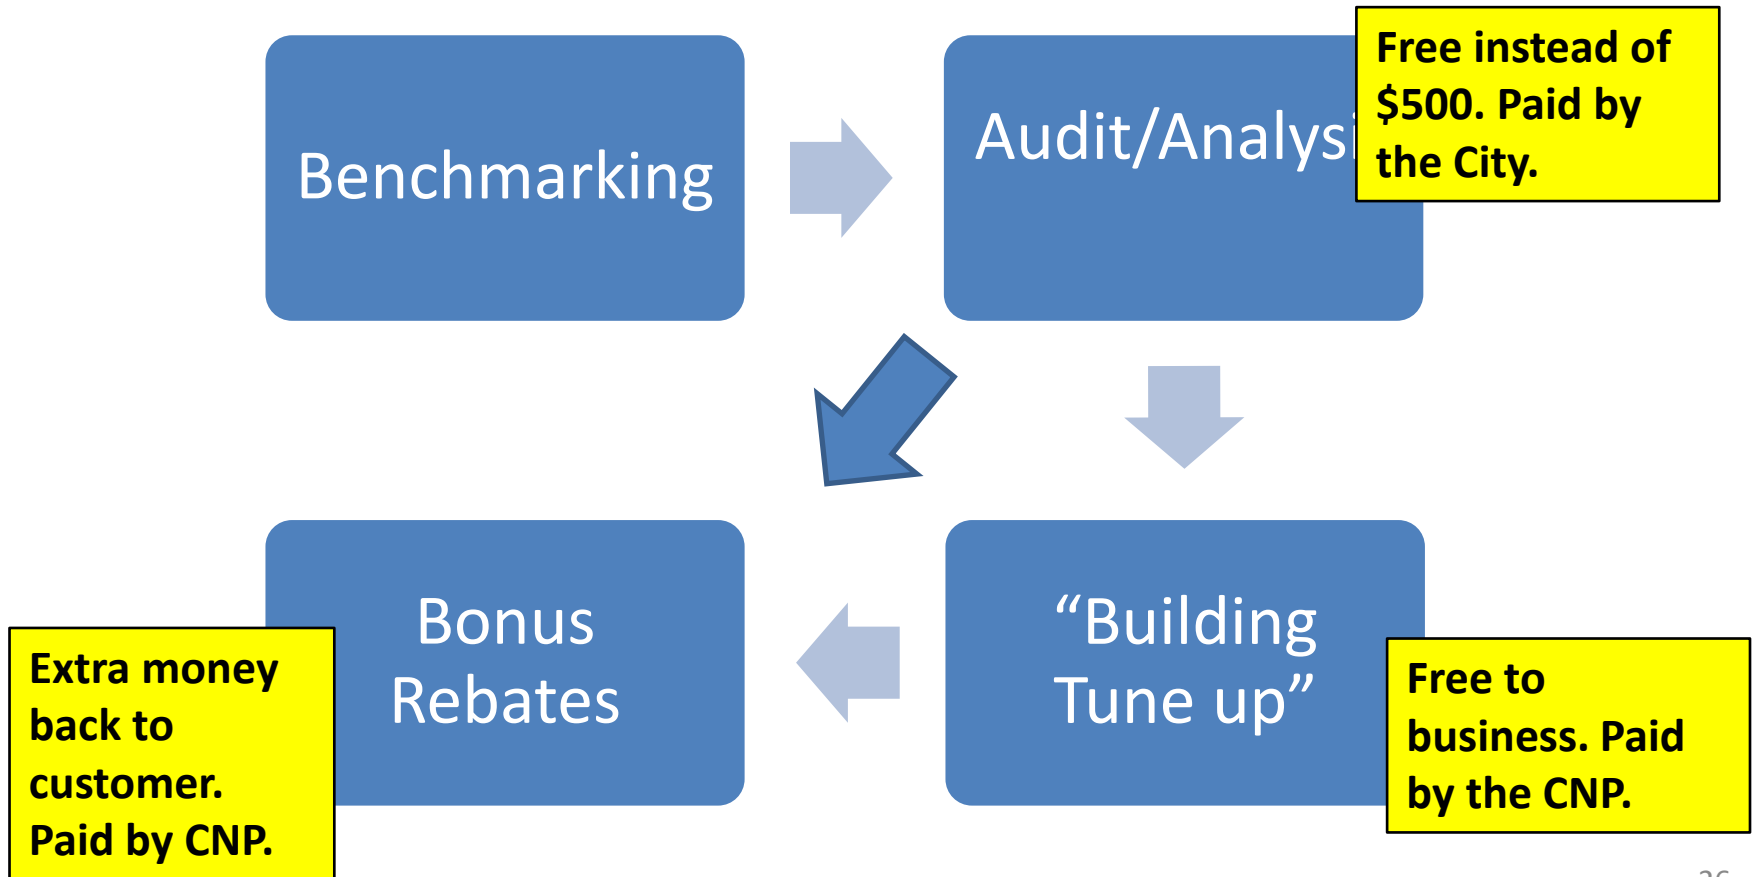 Benchmarking
Audit/Analysi
Free instead of
$500. Paid by
the City.
Bonus
Rebates
Extra money
back to
customer.
Paid by CNP.
“Building
Tune up”
Free to
business. Paid
by the CNP.